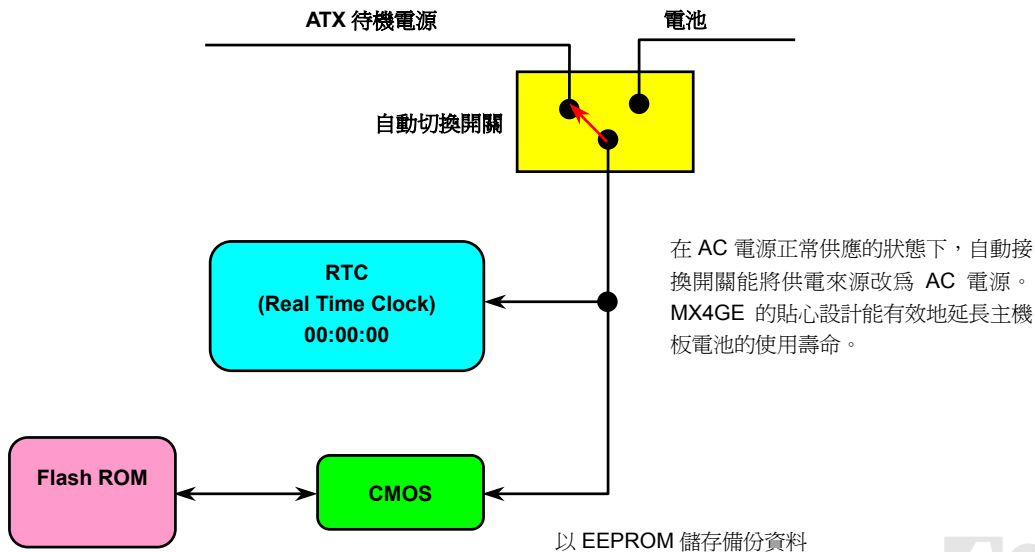 ATX 待機電源
電池
自動切換開關
RTC
(Real Time Clock)
00:00:00
在 AC 電源正常供應的狀態下，自動接
換開關能將供電來源改爲 AC 電源。
MX4GE 的貼心設計能有效地延長主機
板電池的使用壽命。
Flash ROM
CMOS
以 EEPROM 儲存備份資料